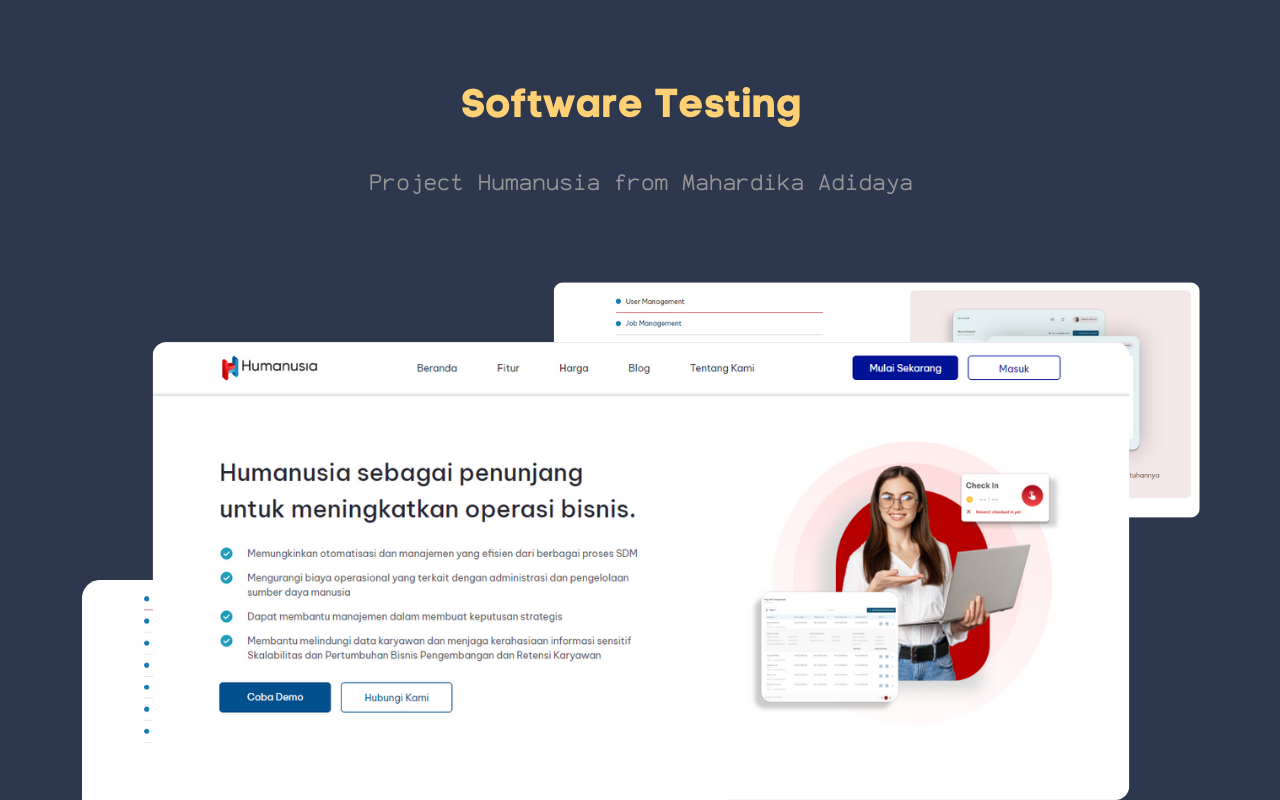 Software Testing
Project Humanusia from Mahardika Adidaya
User Management
Job Management
tuhannya
Humanusia
Beranda
Fitur
Harga
Blog
Tentang Kami
Mulai Sekarang
Masuk
Humanusia sebagai penunjang
untuk meningkatkan operasi bisnis.
Memungkinkan otomatisasi dan manajemen yang efisien dari berbagai proses SDM
Mengurangi biaya operasional yang terkait dengan administrasi dan pengelolaan
sumber daya manusia
Dapat membantu manajemen dalam membuat keputusan strategis
Membantu melindungi data karyawan dan menjaga kerahasiaan informasi sensitif
Skalabilitas dan Pertumbuhan Bisnis Pengembangan dan Retensi Karyawan
Coba Demo
Hubungi Kami
Check In
-- : --
Haven't checked in yet